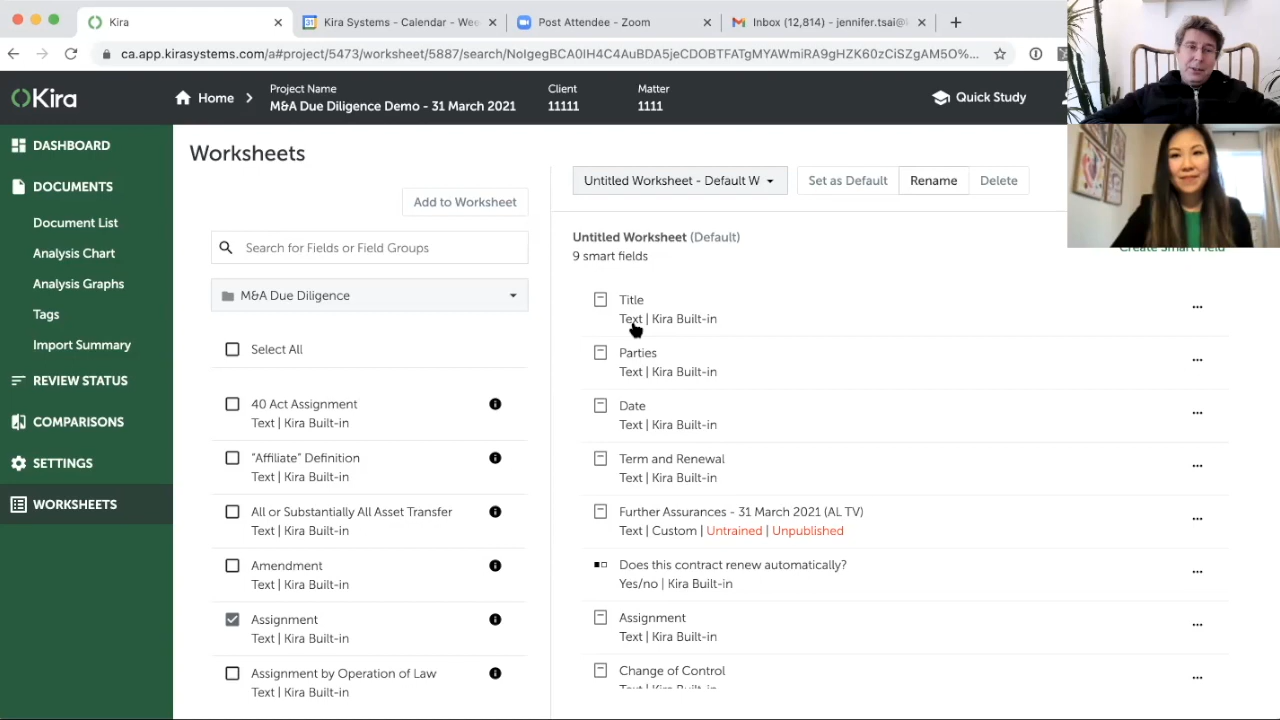 Kira
Kira Systems - Calendar - Wee
Post Attendee - Zoom
Inbox (12,814) - jennifer.tsai@
ca.app.kirasystems.com/a#project/5473/worksheet/5887/search/NoIgegBCA0IH4C4AuBDA5jeCDOBTFATgMYAWmiRA9gHZK60zCiSZgAM5O%...
Kira
Home
Project Name
M&A Due Diligence Demo - 31 March 2021
Client
11111
Matter
1111
Quick Study
DASHBOARD
DOCUMENTS
Document List
Analysis Chart
Analysis Graphs
Tags
Import Summary
REVIEW STATUS
COMPARISONS
SETTINGS
WORKSHEETS
Worksheets
Add to Worksheet
Search for Fields or Field Groups
M&A Due Diligence
Select All
40 Act Assignment
Text | Kira Built-in
"Affiliate" Definition
Text | Kira Built-in
All or Substantially All Asset Transfer
Text | Kira Built-in
Amendment
Text | Kira Built-in
Assignment
Text | Kira Built-in
Assignment by Operation of Law
Text | Kira Built-in
Untitled Worksheet - Default W
Set as Default
Rename
Delete
Untitled Worksheet (Default)
9 smart fields
Create Smart Field
Title
Text | Kira Built-in
Parties
Text | Kira Built-in
Date
Text | Kira Built-in
Term and Renewal
Text | Kira Built-in
Further Assurances - 31 March 2021 (AL TV)
Text | Custom | Untrained | Unpublished
Does this contract renew automatically?
Yes/no | Kira Built-in
Assignment
Text | Kira Built-in
Change of Control
Text | Kira Built-in